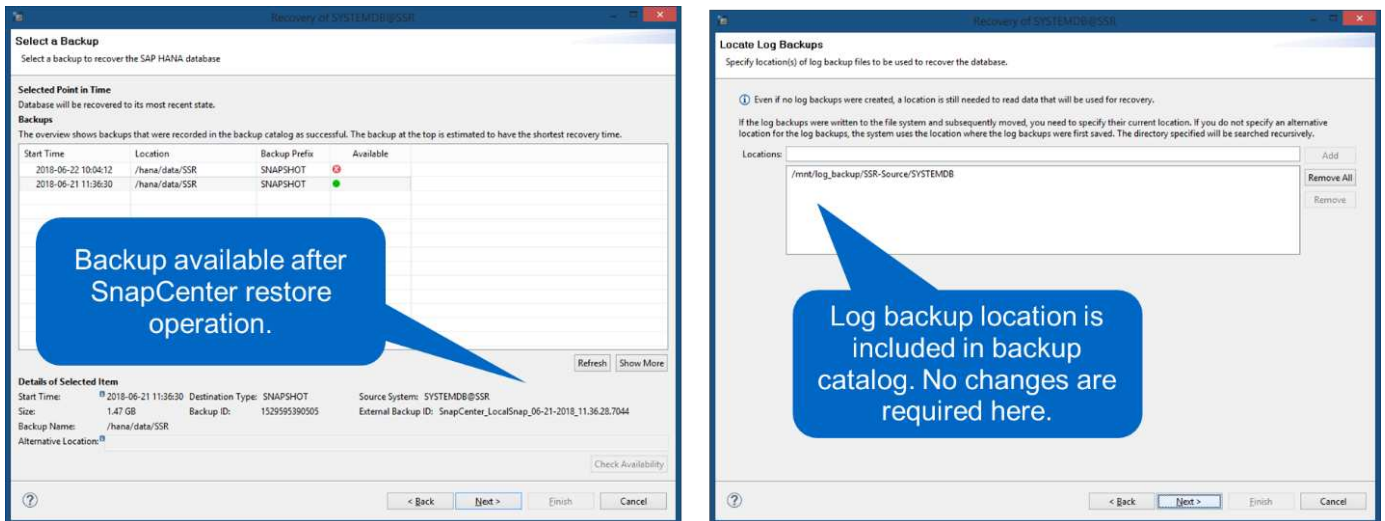 Recovery of SYSTEMDB@SSR
Select a Backup
Select a backup to recover the SAP HANA database
Selected Point in Time
Database will be recovered to its most recent state.
Backups
The overview shows backups that were recorded in the backup catalog as successful. The backup at the top is estimated to have the shortest recovery time.
Start Time Location Backup Prefix Available
2018-06-22 10:04:12 /hana/data/SSR SNAPSHOT
2018-06-21 11:36:30 /hana/data/SSR SNAPSHOT
Backup available after
SnapCenter restore
operation.
Refresh Show More
Details of Selected Item
Start Time: 2018-06-21 11:36:30 Destination Type: SNAPSHOT Source System: SYSTEMDB@SSR
Size: 1.47 GB Backup ID: 1529595390505 External Backup ID: SnapCenter_LocalSnap_06-21-2018_11.36.28.7044
Backup Name: /hana/data/SSR
Alternative Location:
Check Availability
? < Back Next > Finish Cancel
Recovery of SYSTEMDB@SSR
Locate Log Backups
Specify location(s) of log backup files to be used to recover the database.
Even if no log backups were created, a location is still needed to read data that will be used for recovery.
If the log backups were written to the file system and subsequently moved, you need to specify their current location. If you do not specify an alternative
location for the log backups, the system uses the location where the log backups were first saved. The directory specified will be searched recursively.
Locations: Add
/mnt/log_backup/SSR-Source/SYSTEMDB Remove All
Remove
Log backup location is
included in backup
catalog. No changes are
required here.
? < Back Next > Finish Cancel